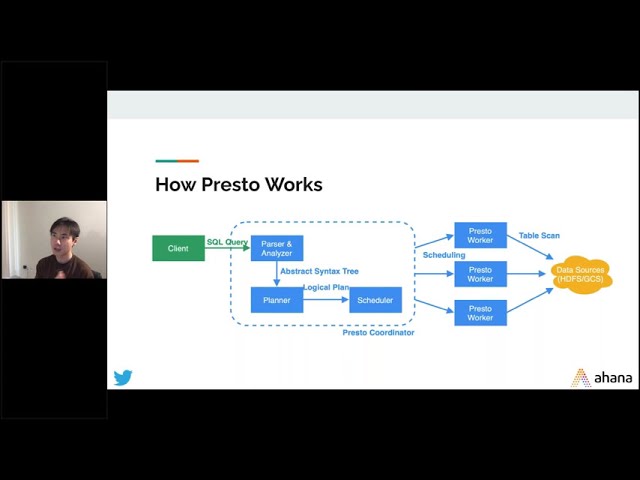 How Presto Works
Client
SQL Query
Parser &
Analyzer
Abstract Syntax Tree
Planner
Logical Plan
Scheduler
Presto Coordinator
Scheduling
Presto
Worker
Presto
Worker
Presto
Worker
Table Scan
Data Sources
(HDFS/GCS)
ahana